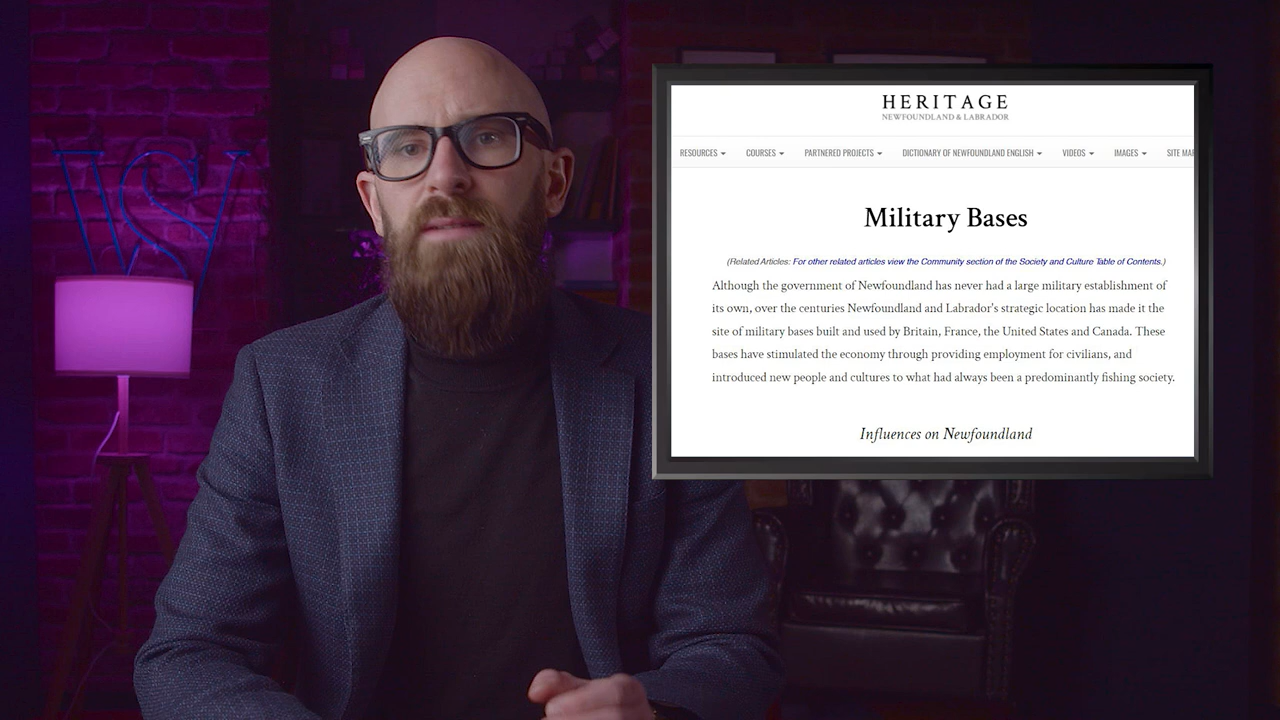 HERITAGE
NEWFOUNDLAND & LABRADOR
RESOURCES COURSES PARTNERED PROJECTS DICTIONARY OF NEWFOUNDLAND ENGLISH VIDEOS IMAGES SITE MAP
Military Bases
(Related Articles: For other related articles view the Community section of the Society and Culture Table of Contents.)
Although the government of Newfoundland has never had a large military establishment of
its own, over the centuries Newfoundland and Labrador's strategic location has made it the
site of military bases built and used by Britain, France, the United States and Canada. These
bases have stimulated the economy through providing employment for civilians, and
introduced new people and cultures to what had always been a predominantly fishing society.
Influences on Newfoundland